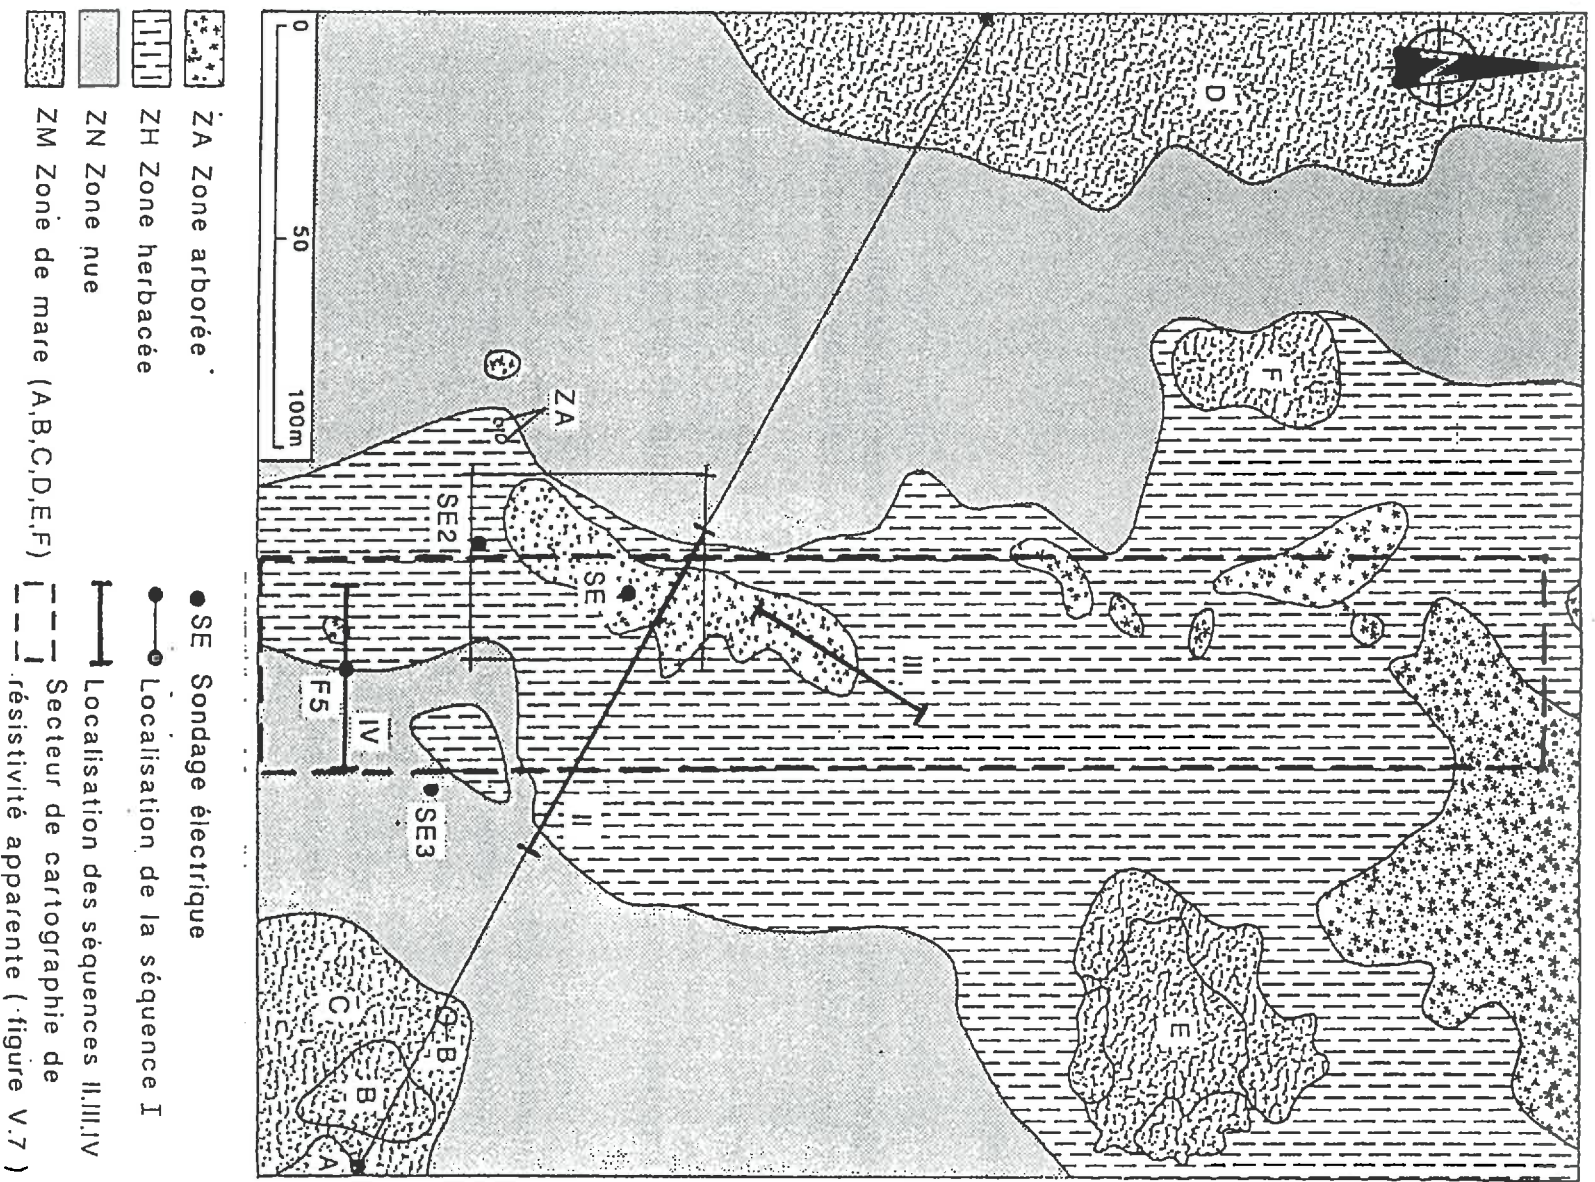 N
D
F
ZA
SE2
SE1
III
F5
IV
SE3
II
E
C
B
B
A
0 50 100m
ZA Zone arborée
ZH Zone herbacée
ZN Zone nue
ZM Zone de mare (A,B,C,D,E,F)
SE Sondage électrique
Localisation de la séquence I
Localisation des séquences II.III.IV
Secteur de cartographie de
résistivité apparente ( figure V.7 )